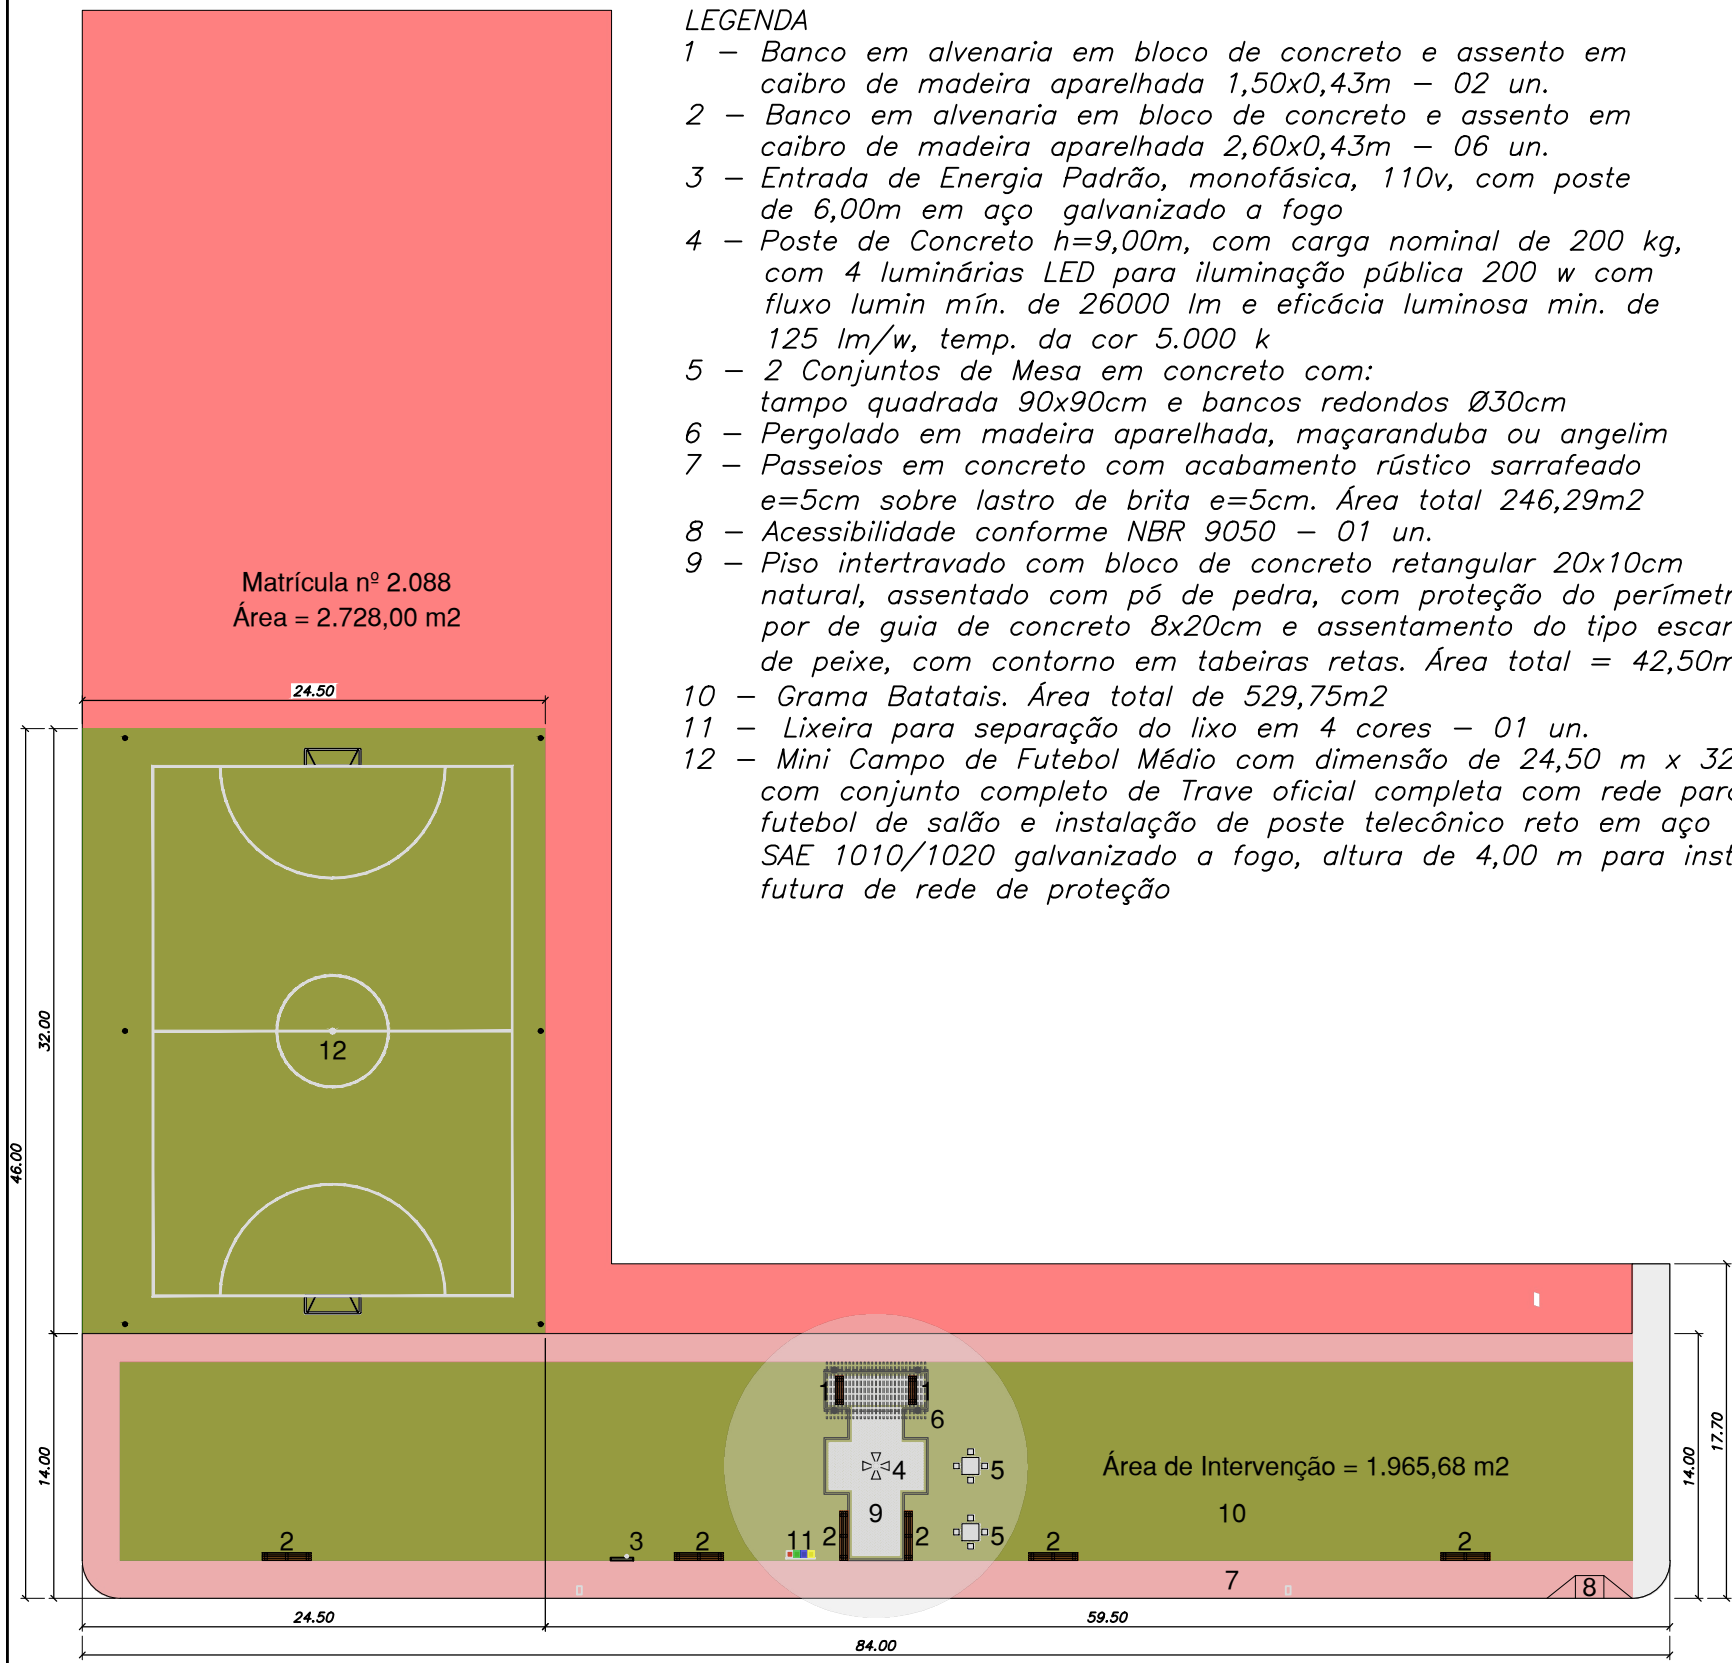 LEGENDA
1 – Banco em alvenaria em bloco de concreto e assento em
caibro de madeira aparelhada 1,50x0,43m – 02 un.
2 – Banco em alvenaria em bloco de concreto e assento em
caibro de madeira aparelhada 2,60x0,43m – 06 un.
3 – Entrada de Energia Padrão, monofásica, 110v, com poste
de 6,00m em aço galvanizado a fogo
4 – Poste de Concreto h=9,00m, com carga nominal de 200 kg,
com 4 luminárias LED para iluminação pública 200 w com
fluxo lumin mín. de 26000 lm e eficácia luminosa min. de
125 lm/w, temp. da cor 5.000 k
5 – 2 Conjuntos de Mesa em concreto com:
tampo quadrada 90x90cm e bancos redondos Ø30cm
6 – Pergolado em madeira aparelhada, maçaranduba ou angelim
7 – Passeios em concreto com acabamento rústico sarrafeado
e=5cm sobre lastro de brita e=5cm. Área total 246,29m2
8 – Acessibilidade conforme NBR 9050 – 01 un.
9 – Piso intertravado com bloco de concreto retangular 20x10cm
natural, assentado com pó de pedra, com proteção do
por de guia de concreto 8x20cm e assentamento do tipo
de peixe, com contorno em tabeiras retas. Área total = 42,50m
10 – Grama Batatais. Área total de 529,75m2
11 – Lixeira para separação do lixo em 4 cores – 01 un.
12 – Mini Campo de Futebol Médio com dimensão de 24,50 m x 32
com conjunto completo de Trave oficial completa com rede para
futebol de salão e instalação de poste telecônico reto em aço
SAE 1010/1020 galvanizado a fogo, altura de 4,00 m para
futura de rede de proteção
Matrícula nº 2.088
Área = 2.728,00 m2
24.50
32.00
12
46.00
14.00
1
1
6
4
5
Área de Intervenção = 1.965,68 m2
9
10
2
3
2
11
2
2
5
2
2
7
8
14.00
17.70
24.50
59.50
84.00